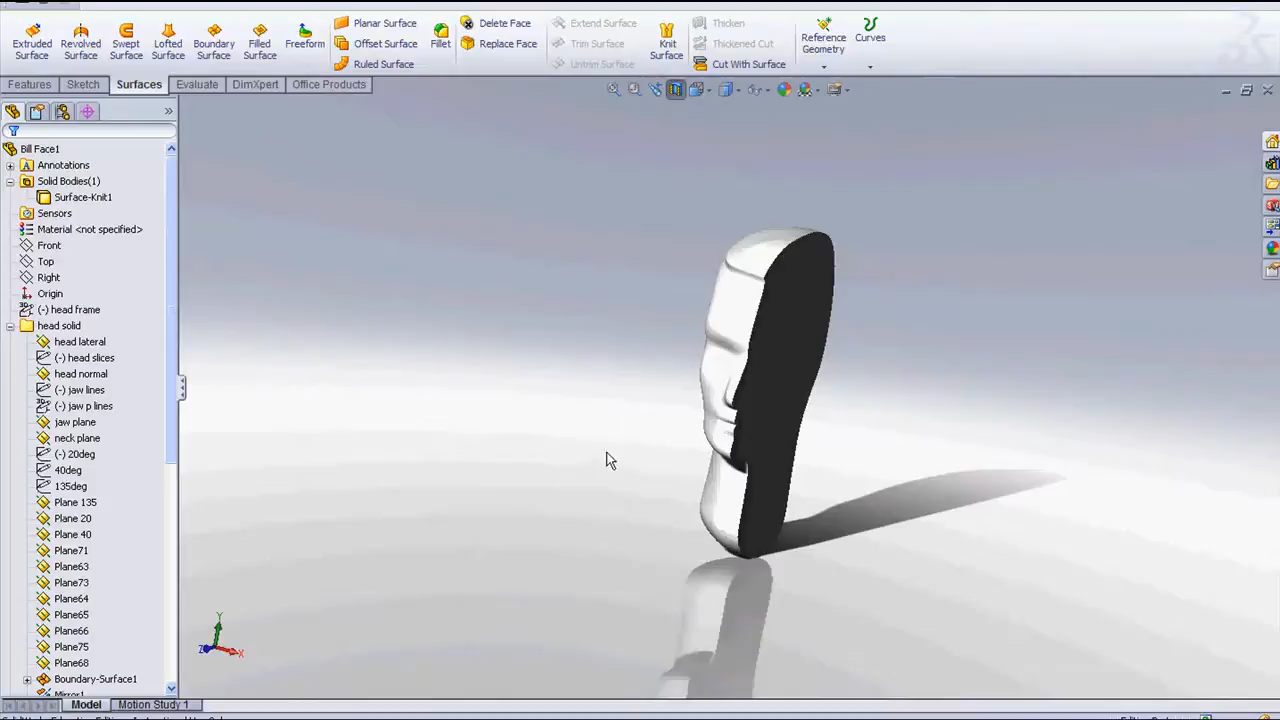 Extruded Surface
Revolved Surface
Swept Surface
Lofted Surface
Boundary Surface
Filled Surface
Freeform
Planar Surface
Offset Surface
Ruled Surface
Fillet
Delete Face
Replace Face
Extend Surface
Trim Surface
Untrim Surface
Knit Surface
Thicken
Thickened Cut
Cut With Surface
Reference Geometry
Curves
Features
Sketch
Surfaces
Evaluate
DimXpert
Office Products
Bill Face1
Annotations
Solid Bodies(1)
Surface-Knit1
Sensors
Material <not specified>
Front
Top
Right
Origin
(-) head frame
head solid
head lateral
(-) head slices
head normal
(-) jaw lines
(-) jaw p lines
jaw plane
neck plane
(-) 20deg
40deg
135deg
Plane 135
Plane 20
Plane 40
Plane71
Plane63
Plane73
Plane64
Plane65
Plane66
Plane75
Plane68
Boundary-Surface1
Mirror1
Y
Z
X
Model
Motion Study 1